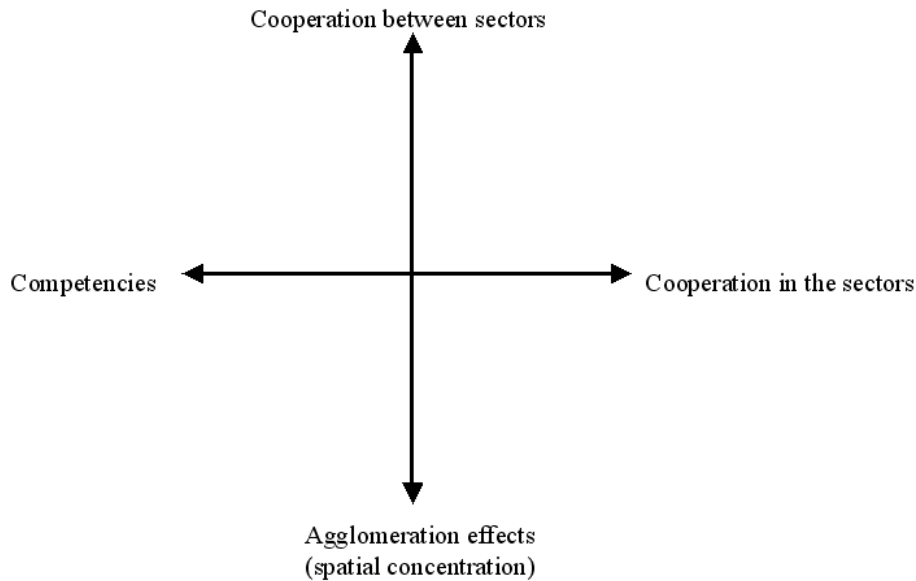 Cooperation between sectors
Competencies
Cooperation in the sectors
Agglomeration effects
(spatial concentration)